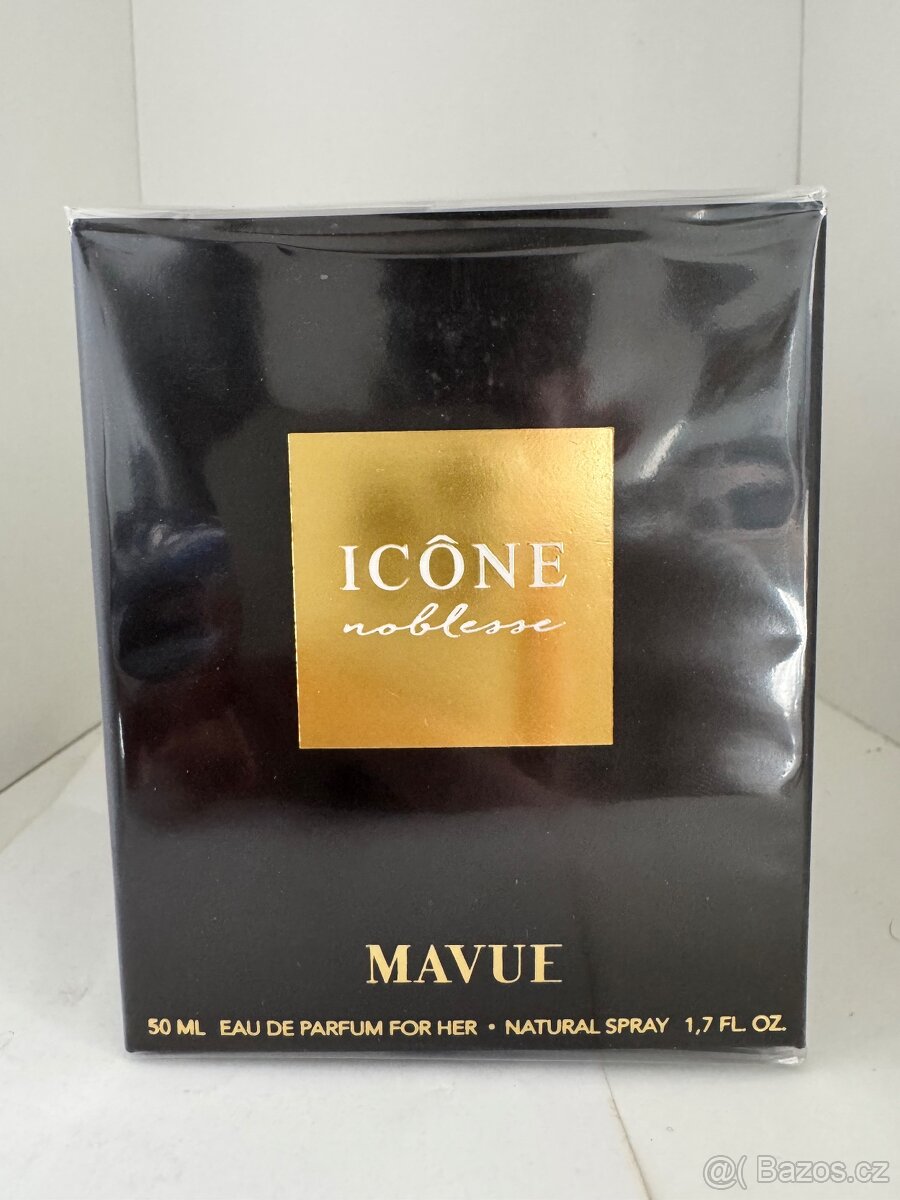 ICÔNE
noblesse
MAVUE
50 ML EAU DE PARFUM FOR HER • NATURAL SPRAY 1,7 FL. OZ.
@( Bazos.cz